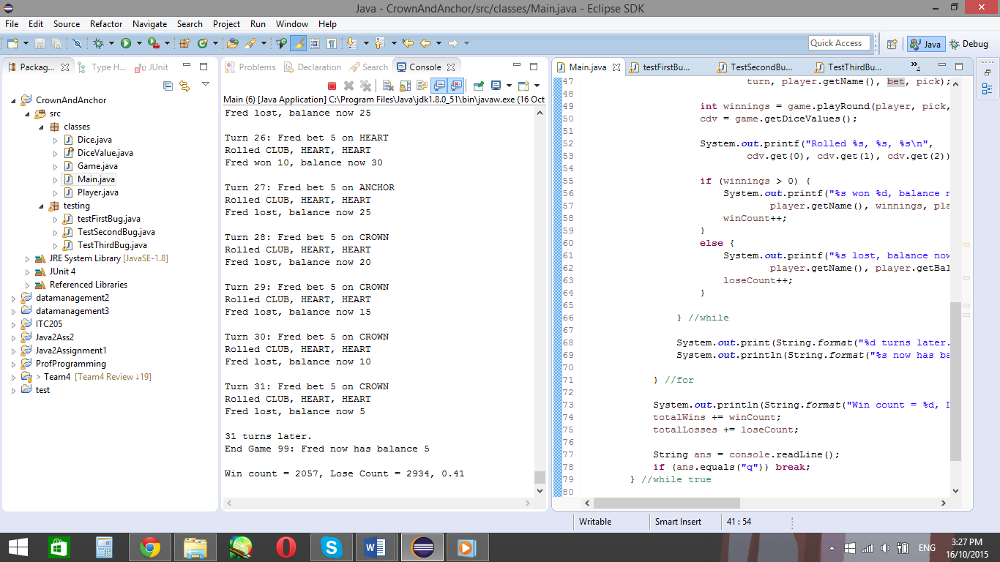 Java - CrownAndAnchor/src/classes/Main.java - Eclipse SDK
File Edit Source Refactor Navigate Search Project Run Window Help
Quick Access Java Debug
Packag... Type H... JUnit
CrownAndAnchor
src
classes
Dice.java
DiceValue.java
Game.java
Main.java
Player.java
testing
testFirstBug.java
TestSecondBug.java
TestThirdBug.java
JRE System Library [JavaSE-1.8]
JUnit 4
Referenced Libraries
datamanagement2
datamanagement3
ITC205
Java2Ass2
Java2Assignment1
ProfProgramming
> Team4 [Team4 Review ↓19]
test
Problems Declaration Search Console
Main (6) [Java Application] C:\Program Files\Java\jdk1.8.0_51\bin\javaw.exe (16 Oct
Fred lost, balance now 25
Turn 26: Fred bet 5 on HEART
Rolled CLUB, HEART, HEART
Fred won 10, balance now 30
Turn 27: Fred bet 5 on ANCHOR
Rolled CLUB, HEART, HEART
Fred lost, balance now 25
Turn 28: Fred bet 5 on CROWN
Rolled CLUB, HEART, HEART
Fred lost, balance now 20
Turn 29: Fred bet 5 on CROWN
Rolled CLUB, HEART, HEART
Fred lost, balance now 15
Turn 30: Fred bet 5 on CROWN
Rolled CLUB, HEART, HEART
Fred lost, balance now 10
Turn 31: Fred bet 5 on CROWN
Rolled CLUB, HEART, HEART
Fred lost, balance now 5
31 turns later.
End Game 99: Fred now has balance 5
Win count = 2057, Lose Count = 2934, 0.41
Main.java testFirstBu... TestSecondBu... TestThirdBu... »4
47 turn, player.getName(), bet, pick);
48
49 int winnings = game.playRound(player, pick,
50 cdv = game.getDiceValues();
51
52 System.out.printf("Rolled %s, %s, %s\n",
53 cdv.get(0), cdv.get(1), cdv.get(2))
54
55 if (winnings > 0) {
56 System.out.printf("%s won %d, balance n
57 player.getName(), winnings, pla
58 winCount++;
59 }
60 else {
61 System.out.printf("%s lost, balance now
62 player.getName(), player.getBal
63 loseCount++;
64 }
65
66 } //while
67
68 System.out.print(String.format("%d turns later.
69 System.out.println(String.format("%s now has ba
70
71 } //for
72
73 System.out.println(String.format("Win count = %d, L
74 totalWins += winCount;
75 totalLosses += loseCount;
76
77 String ans = console.readLine();
78 if (ans.equals("q")) break;
79 } //while true
80
Writable Smart Insert 41 : 54
ENG 3:27 PM
16/10/2015